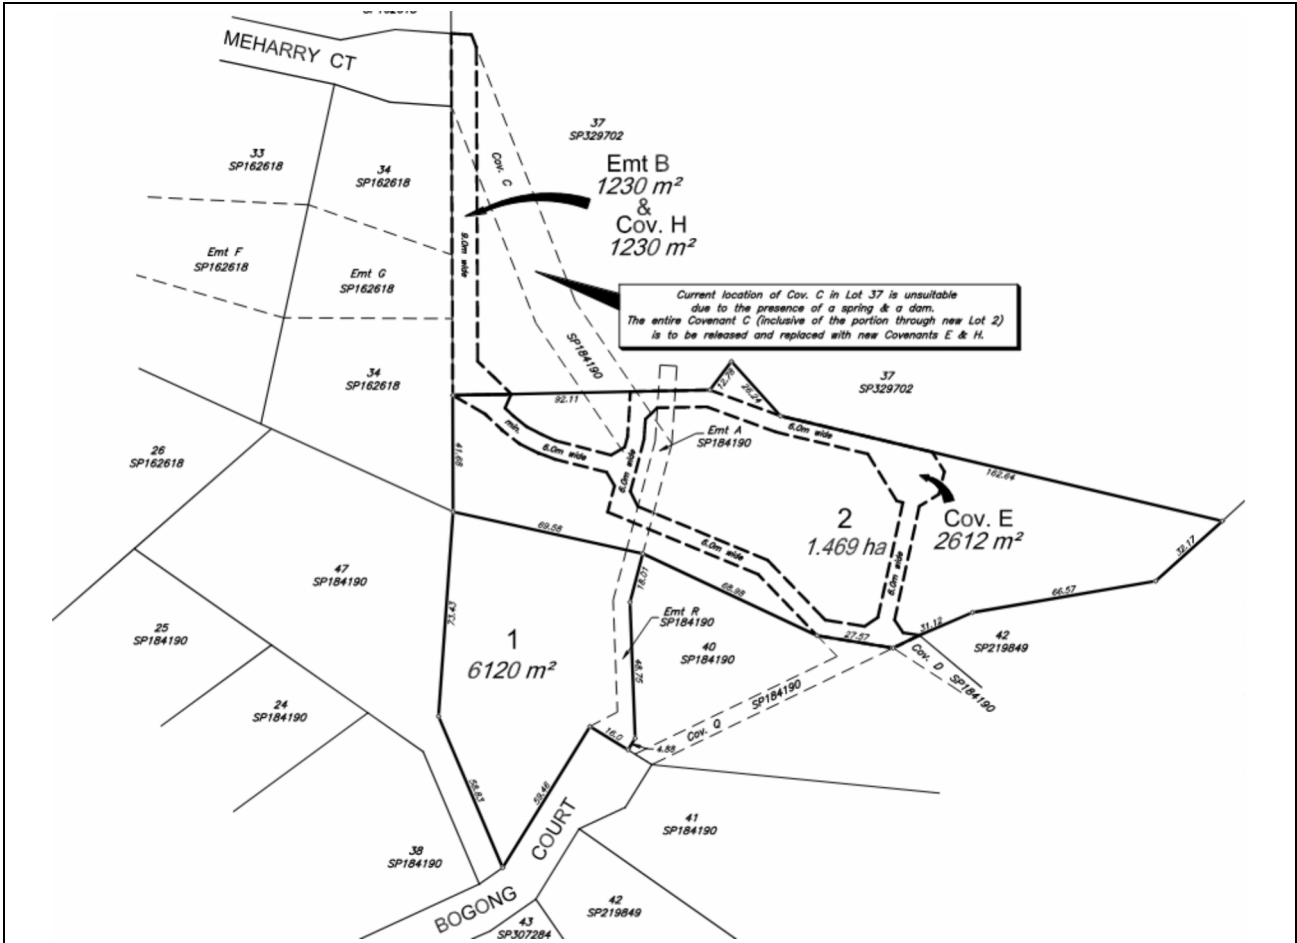 MEHARRY CT
37
SP329702
33
SP162618
34
SP162618
Cov. C
Emt B
1230 m²
&
Cov. H
1230 m²
9.0m wide
Emt F
SP162618
Emt G
SP162618
Current location of Cov. C in Lot 37 is unsuitable
due to the presence of a spring & a dam.
The entire Covenant C (inclusive of the portion through new Lot 2)
is to be released and replaced with new Covenants E & H.
SP184190
34
SP162618
12.78
26.24
37
SP329702
92.11
min.
6.0m wide
6.0m wide
Emt A
SP184190
6.0m wide
41.68
26
SP162618
162.64
2
1.469 ha
Cov. E
2612 m²
69.58
6.0m wide
6.0m wide
32.17
47
SP184190
18.01
68.98
66.57
73.43
Emt R
SP184190
31.12
25
SP184190
1
6120 m²
40
SP184190
27.57
42
SP219849
Cov. D SP184190
48.75
SP184190
24
SP184190
Cov. Q
16.0
4.88
58.83
59.46
COURT
41
SP184190
38
SP184190
BOGONG
42
SP219849
43
SP307284